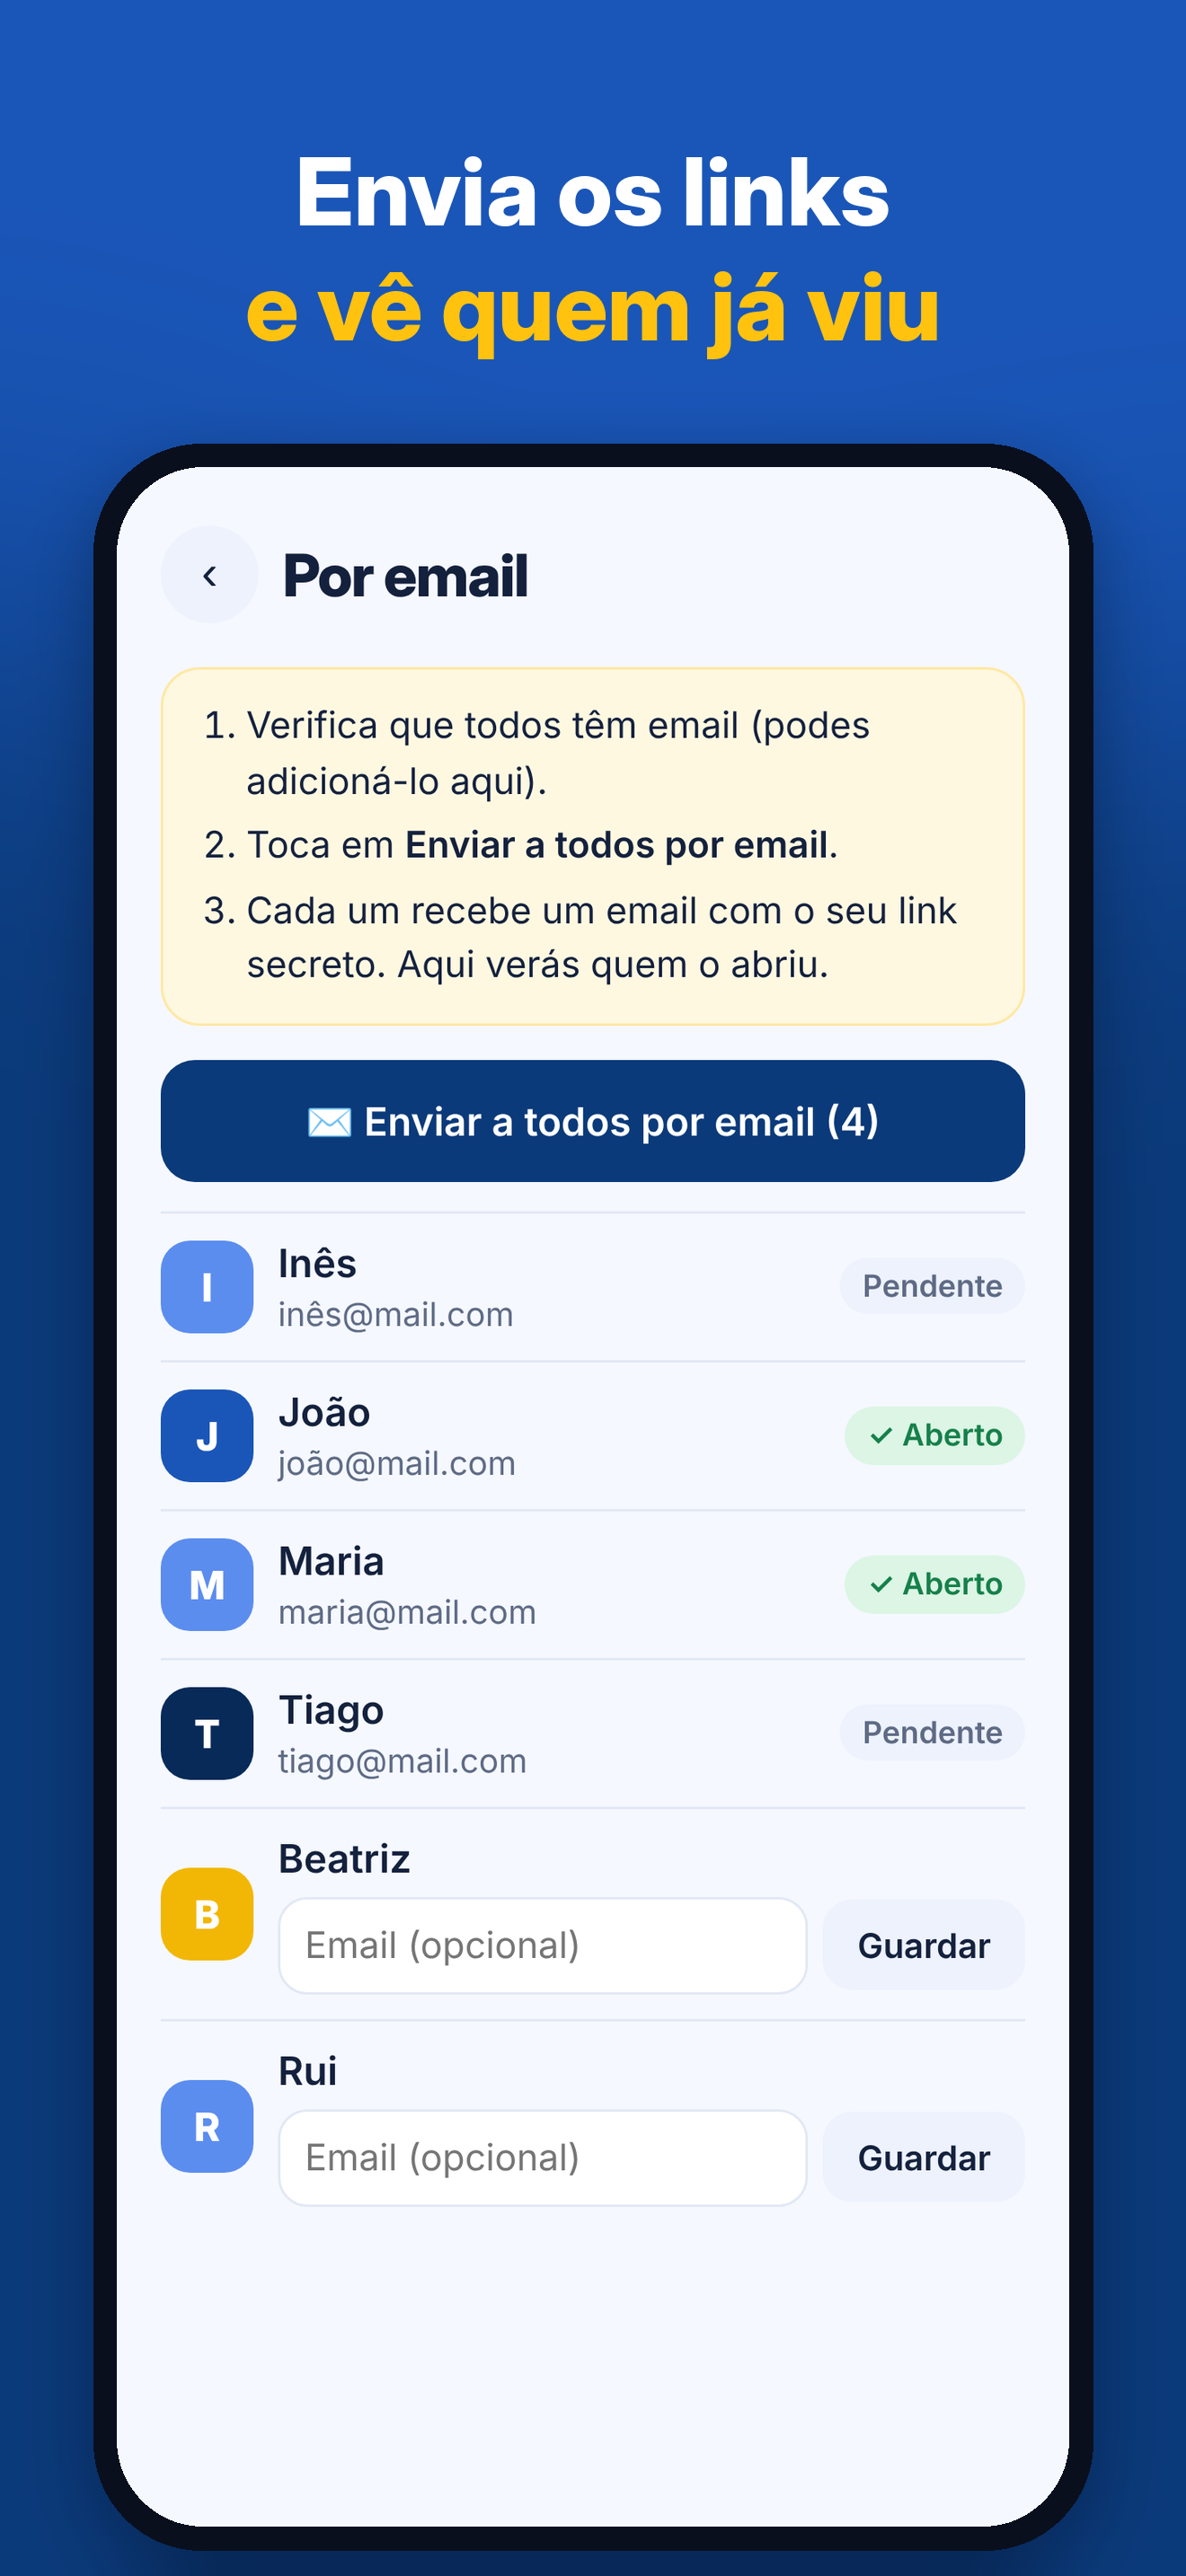 Envia os links
e vê quem já viu
‹ Por email
1. Verifica que todos têm email (podes
adicioná-lo aqui).
2. Toca em Enviar a todos por email.
3. Cada um recebe um email com o seu link
secreto. Aqui verás quem o abriu.
✉️ Enviar a todos por email (4)
I
Inês
inês@mail.com
Pendente
J
João
joão@mail.com
✓ Aberto
M
Maria
maria@mail.com
✓ Aberto
T
Tiago
tiago@mail.com
Pendente
B
Beatriz
Email (opcional)
Guardar
R
Rui
Email (opcional)
Guardar